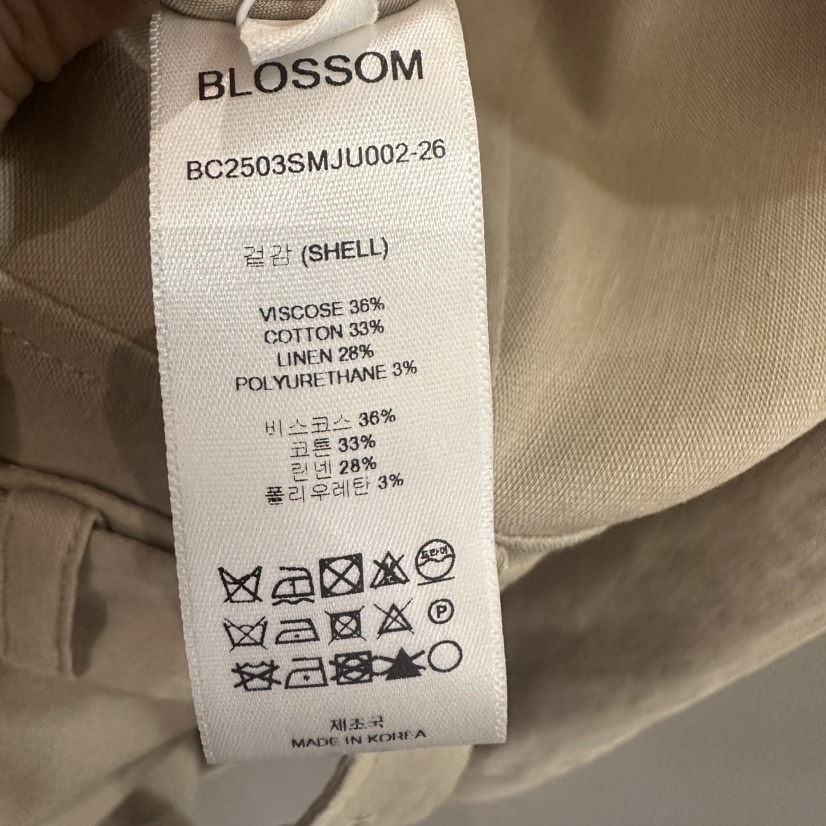 BLOSSOM
BC2503SMJU002-26
겉감 (SHELL)
VISCOSE 36%
COTTON 33%
LINEN 28%
POLYURETHANE 3%
비스코스 36%
코튼 33%
린넨 28%
폴리우레탄 3%
드라이
P
제조국
MADE IN KOREA